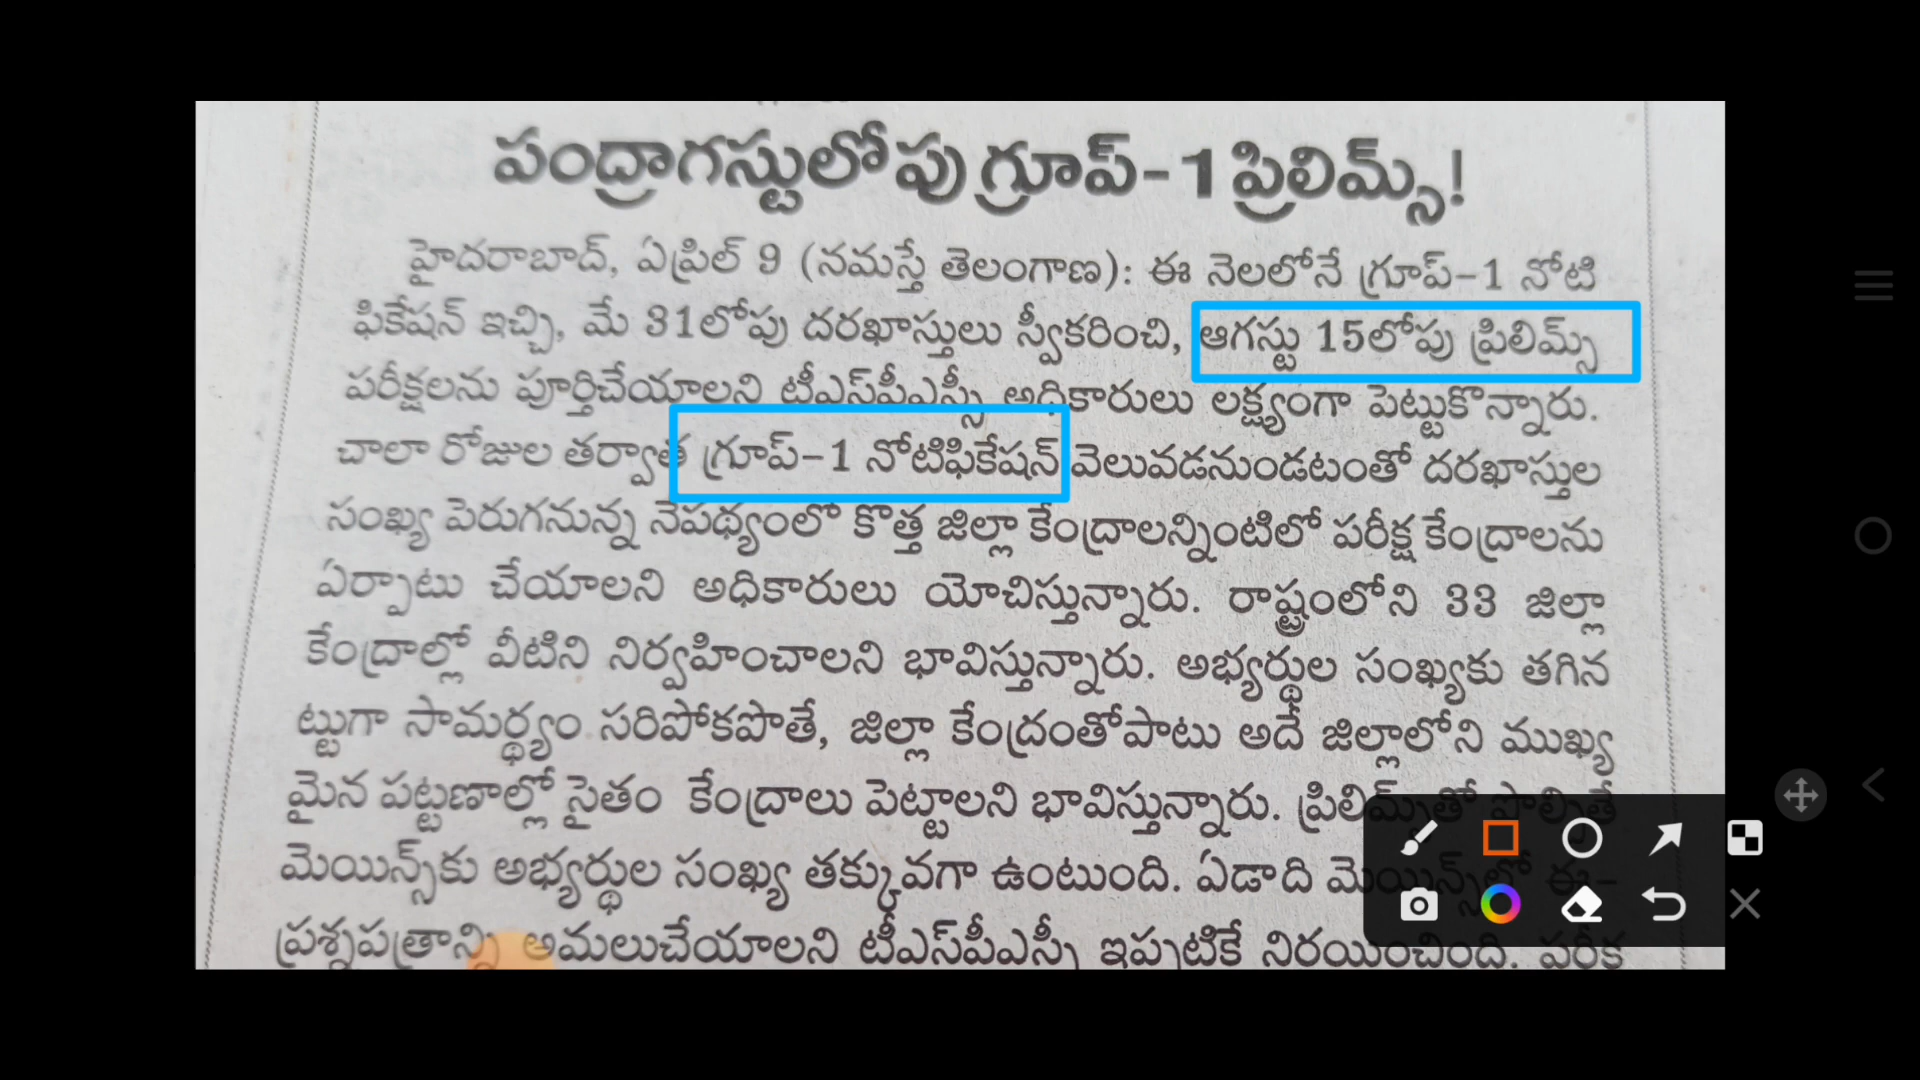 పంద్రాగస్టులోపు గ్రూప్-1 ప్రిలిమ్స్!
హైదరాబాద్, ఏప్రిల్ 9 (నమస్తే తెలంగాణ): ఈ నెలలోనే గ్రూప్-1 నోటి
ఫికేషన్ ఇచ్చి, మే 31లోపు దరఖాస్తులు స్వీకరించి, ఆగస్టు 15లోపు ప్రిలిమ్స్
పరీక్షలను పూర్తిచేయాలని టీఎస్‌పీఎస్సీ అధికారులు లక్ష్యంగా పెట్టుకొన్నారు.
చాలా రోజుల తర్వాత గ్రూప్-1 నోటిఫికేషన్ వెలువడనుండటంతో దరఖాస్తుల
సంఖ్య పెరుగనున్న నేపథ్యంలో కొత్త జిల్లా కేంద్రాలన్నింటిలో పరీక్ష కేంద్రాలను
ఏర్పాటు చేయాలని అధికారులు యోచిస్తున్నారు. రాష్ట్రంలోని 33 జిల్లా
కేంద్రాల్లో వీటిని నిర్వహించాలని భావిస్తున్నారు. అభ్యర్థుల సంఖ్యకు తగిన
ట్టుగా సామర్థ్యం సరిపోకపొతే, జిల్లా కేంద్రంతోపాటు అదే జిల్లాలోని ముఖ్య
మైన పట్టణాల్లో సైతం కేంద్రాలు పెట్టాలని భావిస్తున్నారు. ప్రిలిమ్స్‌తో పోల్చితే
మెయిన్స్‌కు అభ్యర్థుల సంఖ్య తక్కువగా ఉంటుంది. ఏడాది మెయిన్స్‌లో ఈ-
ప్రశ్నపత్రాన్ని అమలుచేయాలని టీఎస్‌పీఎస్సీ ఇప్పటికే నిర్ణయించింది.